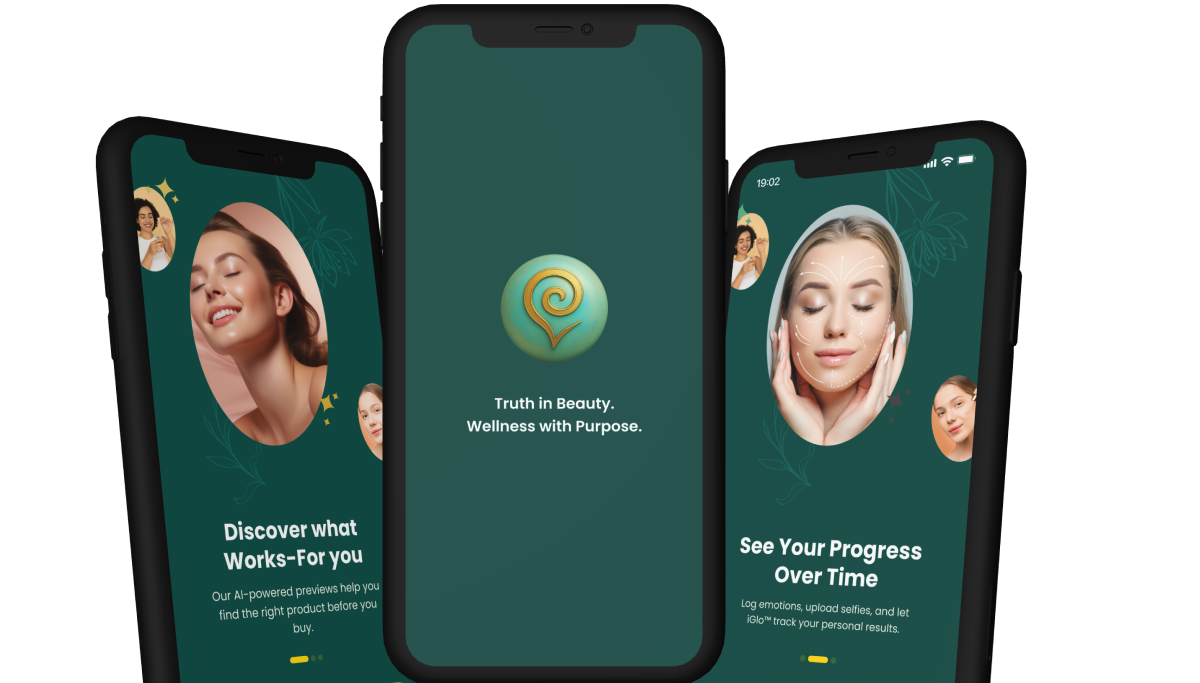 Discover what
Works-For you
Our AI-powered previews help you
find the right product before you
buy.
Truth in Beauty.
Wellness with Purpose.
19:02
See Your Progress
Over Time
Log emotions, upload selfies, and let
iGlo™ track your personal results.